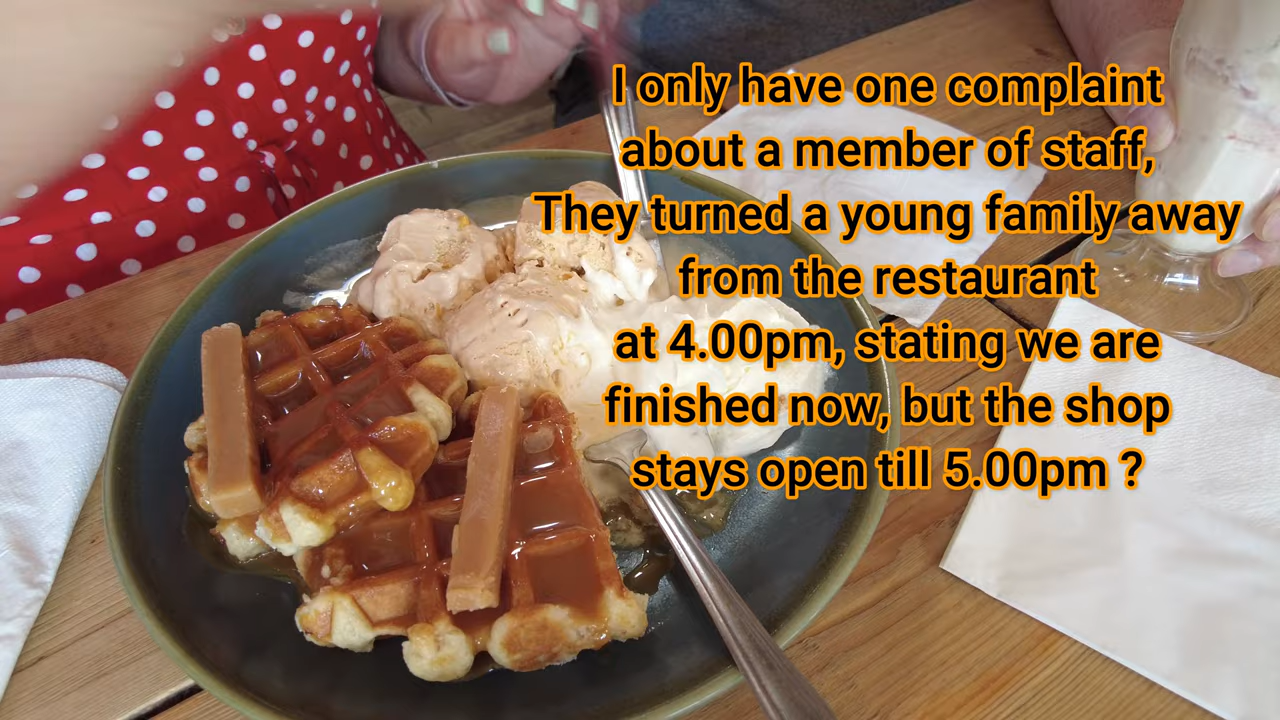 I only have one complaint
about a member of staff,
They turned a young family away
from the restaurant
at 4.00pm, stating we are
finished now, but the shop
stays open till 5.00pm ?